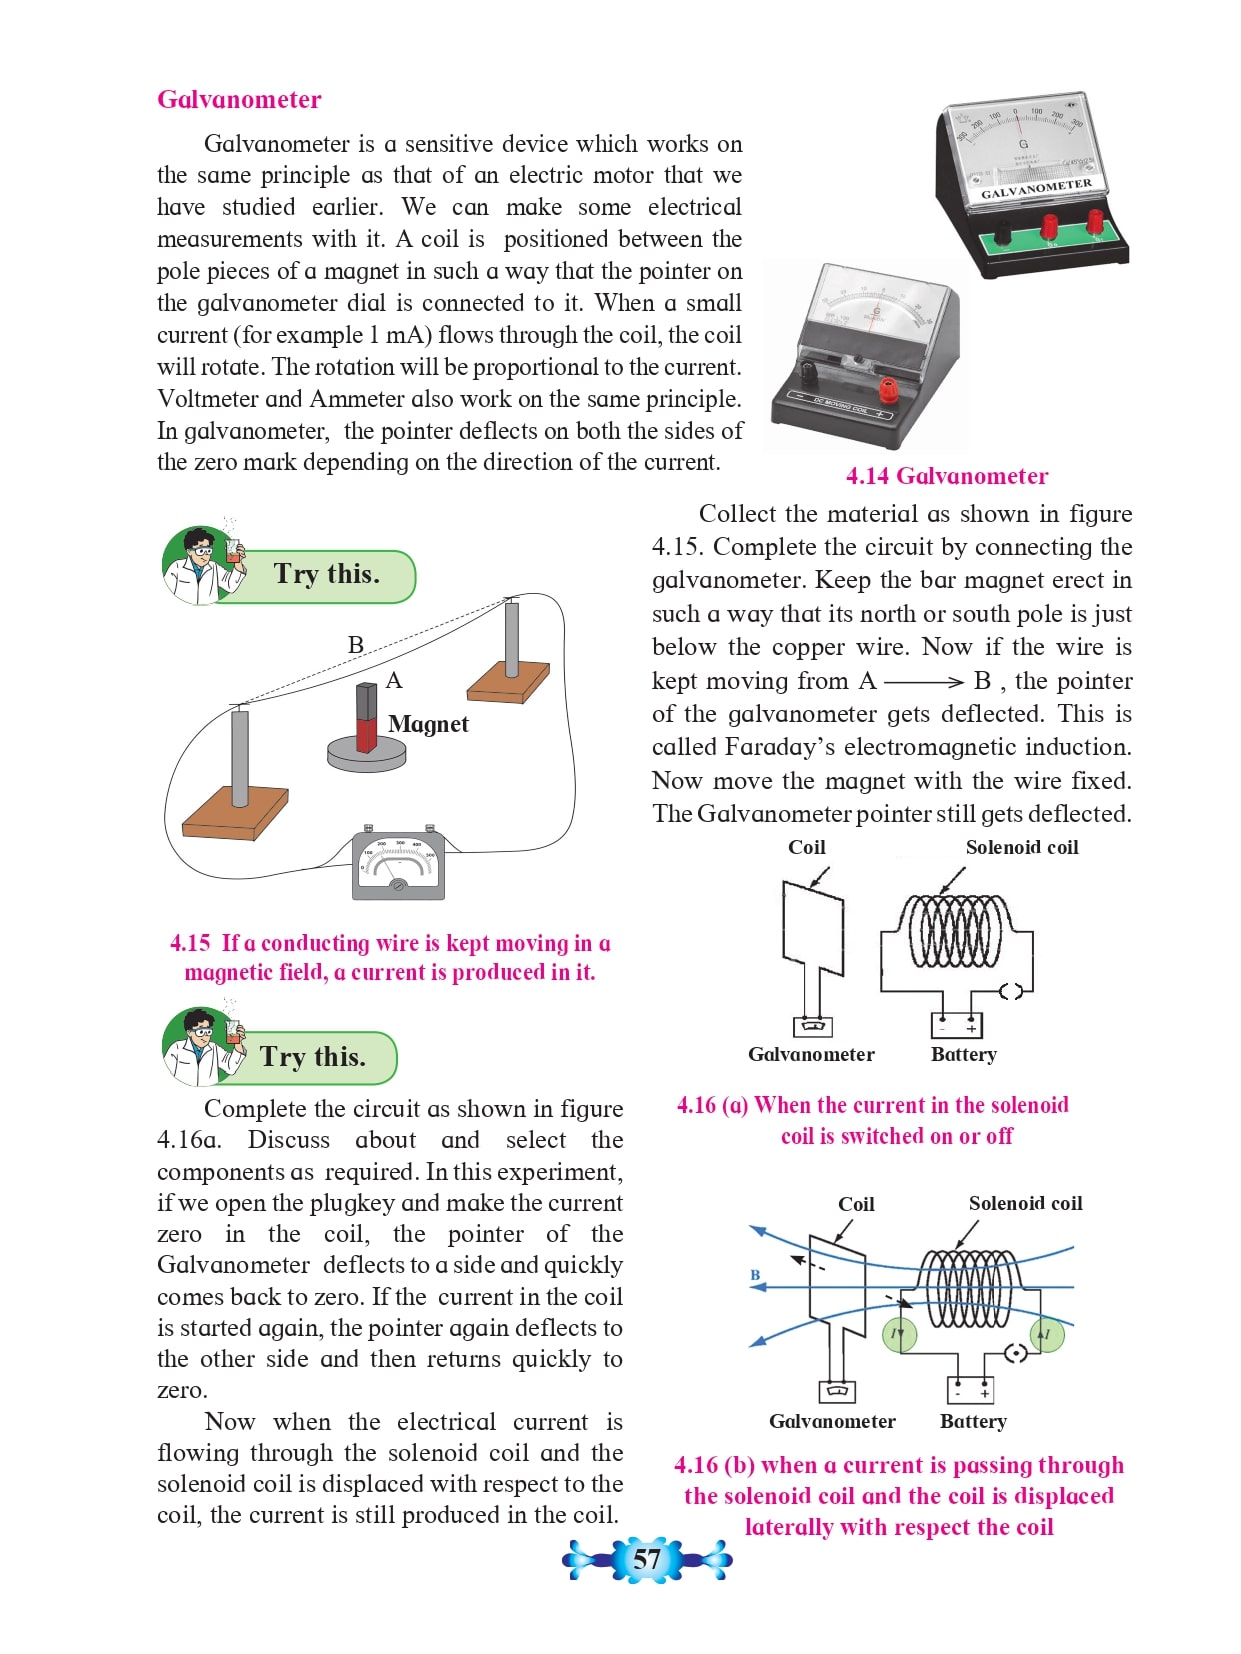 Galvanometer
Galvanometer is a sensitive device which works on
the same principle as that of an electric motor that we
have studied earlier. We can make some electrical
measurements with it. A coil is positioned between the
pole pieces of a magnet in such a way that the pointer on
the galvanometer dial is connected to it. When a small
current (for example 1 mA) flows through the coil, the coil
will rotate. The rotation will be proportional to the current.
Voltmeter and Ammeter also work on the same principle.
In galvanometer, the pointer deflects on both the sides of
the zero mark depending on the direction of the current.
300 200 100 0 100 200 300
G
GALVANOMETER
G
DC MOVING COIL
- +
4.14 Galvanometer
Try this.
B
A
Magnet
0 100 200 300 400 500
4.15 If a conducting wire is kept moving in a
magnetic field, a current is produced in it.
Collect the material as shown in figure
4.15. Complete the circuit by connecting the
galvanometer. Keep the bar magnet erect in
such a way that its north or south pole is just
below the copper wire. Now if the wire is
kept moving from A ⟶ B , the pointer
of the galvanometer gets deflected. This is
called Faraday's electromagnetic induction.
Now move the magnet with the wire fixed.
The Galvanometer pointer still gets deflected.
Coil Solenoid coil
- +
Galvanometer Battery
4.16 (a) When the current in the solenoid
coil is switched on or off
Try this.
Complete the circuit as shown in figure
4.16a. Discuss about and select the
components as required. In this experiment,
if we open the plugkey and make the current
zero in the coil, the pointer of the
Galvanometer deflects to a side and quickly
comes back to zero. If the current in the coil
is started again, the pointer again deflects to
the other side and then returns quickly to
zero.
Now when the electrical current is
flowing through the solenoid coil and the
solenoid coil is displaced with respect to the
coil, the current is still produced in the coil.
Coil Solenoid coil
B
I I
- +
Galvanometer Battery
4.16 (b) when a current is passing through
the solenoid coil and the coil is displaced
laterally with respect the coil
57